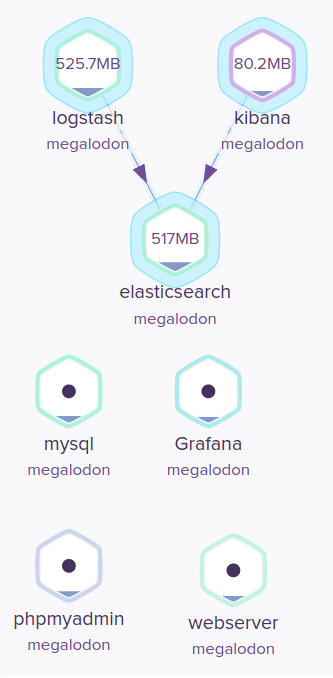 525.7MB 80.2MB
logstash kibana
megalodon megalodon
517MB
elasticsearch
megalodon
mysql Grafana
megalodon megalodon
phpmyadmin webserver
megalodon megalodon